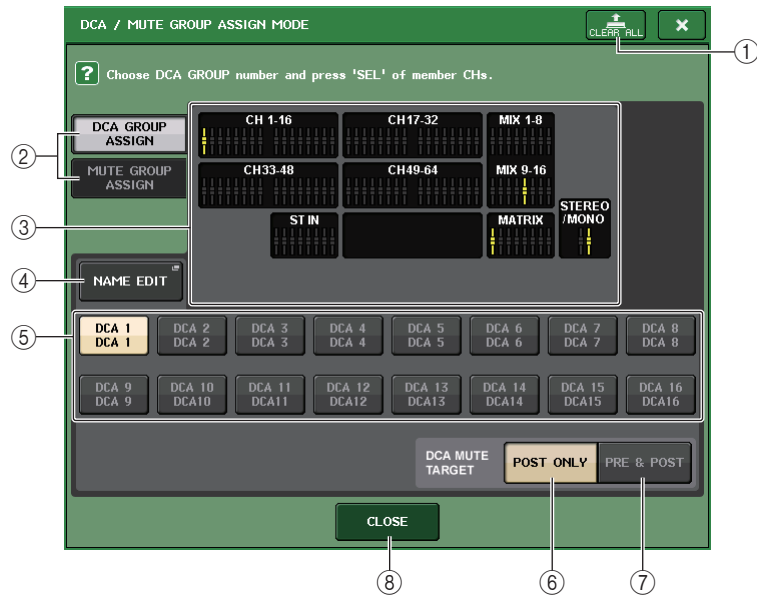 DCA / MUTE GROUP ASSIGN MODE
CLEAR ALL
×
①
? Choose DCA GROUP number and press 'SEL' of member CHs.
②
DCA GROUP
ASSIGN
MUTE GROUP
ASSIGN
③
CH 1-16
CH17-32
MIX 1-8
CH33-48
CH49-64
MIX 9-16
ST IN
MATRIX
STEREO
/MONO
④
NAME EDIT
⑤
DCA 1
DCA 1
DCA 2
DCA 2
DCA 3
DCA 3
DCA 4
DCA 4
DCA 5
DCA 5
DCA 6
DCA 6
DCA 7
DCA 7
DCA 8
DCA 8
DCA 9
DCA 9
DCA 10
DCA10
DCA 11
DCA11
DCA 12
DCA12
DCA 13
DCA13
DCA 14
DCA14
DCA 15
DCA15
DCA 16
DCA16
DCA MUTE
TARGET
POST ONLY
PRE & POST
CLOSE
⑧
⑥
⑦